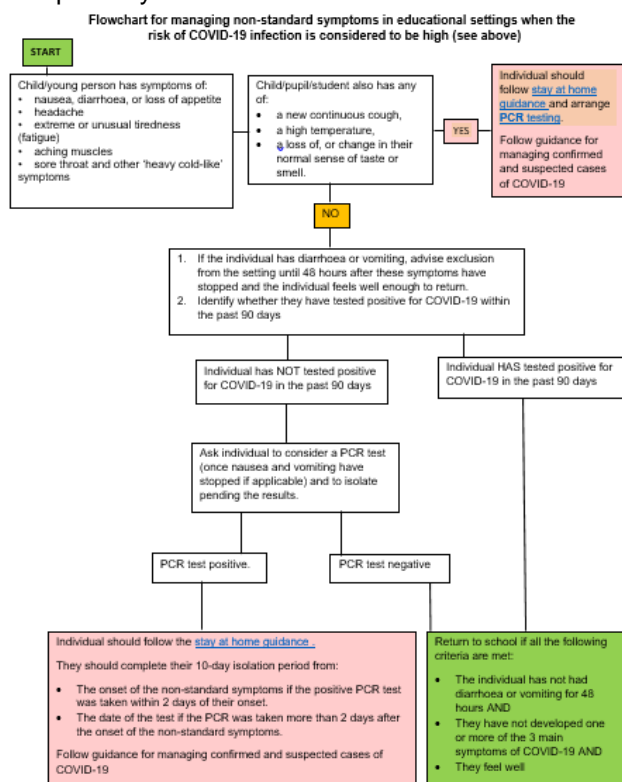 Flowchart for managing non-standard symptoms in educational settings when the
risk of COVID-19 infection is considered to be high (see above)
START
Child/young person has symptoms of:
• nausea, diarrhoea, or loss of appetite
• headache
• extreme or unusual tiredness
(fatigue)
• aching muscles
• sore throat and other 'heavy cold-like'
symptoms
Child/pupil/student also has any
of:
• a new continuous cough,
• a high temperature,
• a loss of, or change in their
normal sense of taste or
smell.
YES
Individual should
follow stay at home
guidance and arrange
PCR testing.
Follow guidance for
managing confirmed
and suspected cases
of COVID-19
NO
1. If the individual has diarrhoea or vomiting, advise exclusion
from the setting until 48 hours after these symptoms have
stopped and the individual feels well enough to return.
2. Identify whether they have tested positive for COVID-19 within
the past 90 days
Individual has NOT tested positive
for COVID-19 in the past 90 days
Individual HAS tested positive for
COVID-19 in the past 90 days
Ask individual to consider a PCR test
(once nausea and vomiting have
stopped if applicable) and to isolate
pending the results.
PCR test positive.
PCR test negative
Individual should follow the stay at home guidance .
They should complete their 10-day isolation period from:
• The onset of the non-standard symptoms if the positive PCR test
was taken within 2 days of their onset.
• The date of the test if the PCR was taken more than 2 days after
the onset of the non-standard symptoms.
Follow guidance for managing confirmed and suspected cases of
COVID-19
Return to school if all the following
criteria are met:
• The individual has not had
diarrhoea or vomiting for 48
hours AND
• They have not developed one
or more of the 3 main
symptoms of COVID-19 AND
• They feel well